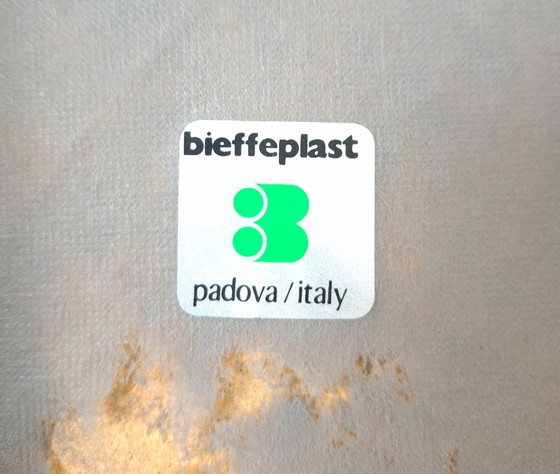 bieffeplast
padova / italy